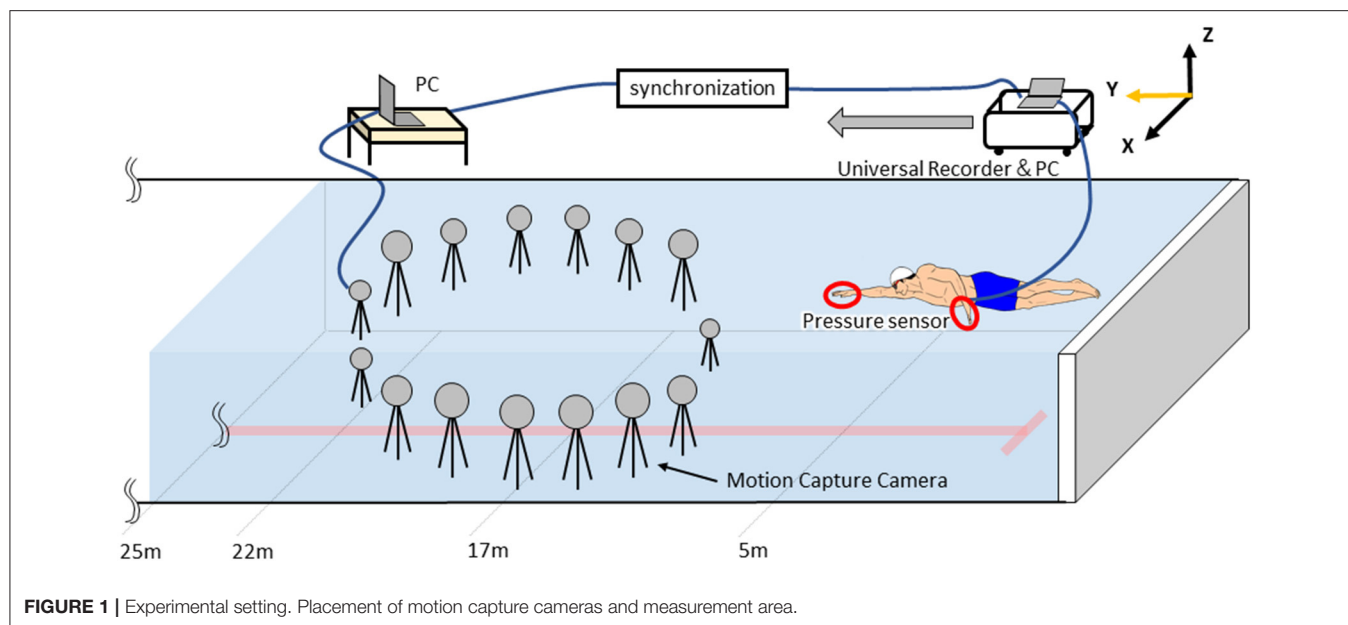 Z
PC
synchronization
Y
X
Universal Recorder & PC
Pressure sensor
Motion Capture Camera
25m
22m
17m
5m
FIGURE 1 | Experimental setting. Placement of motion capture cameras and measurement area.